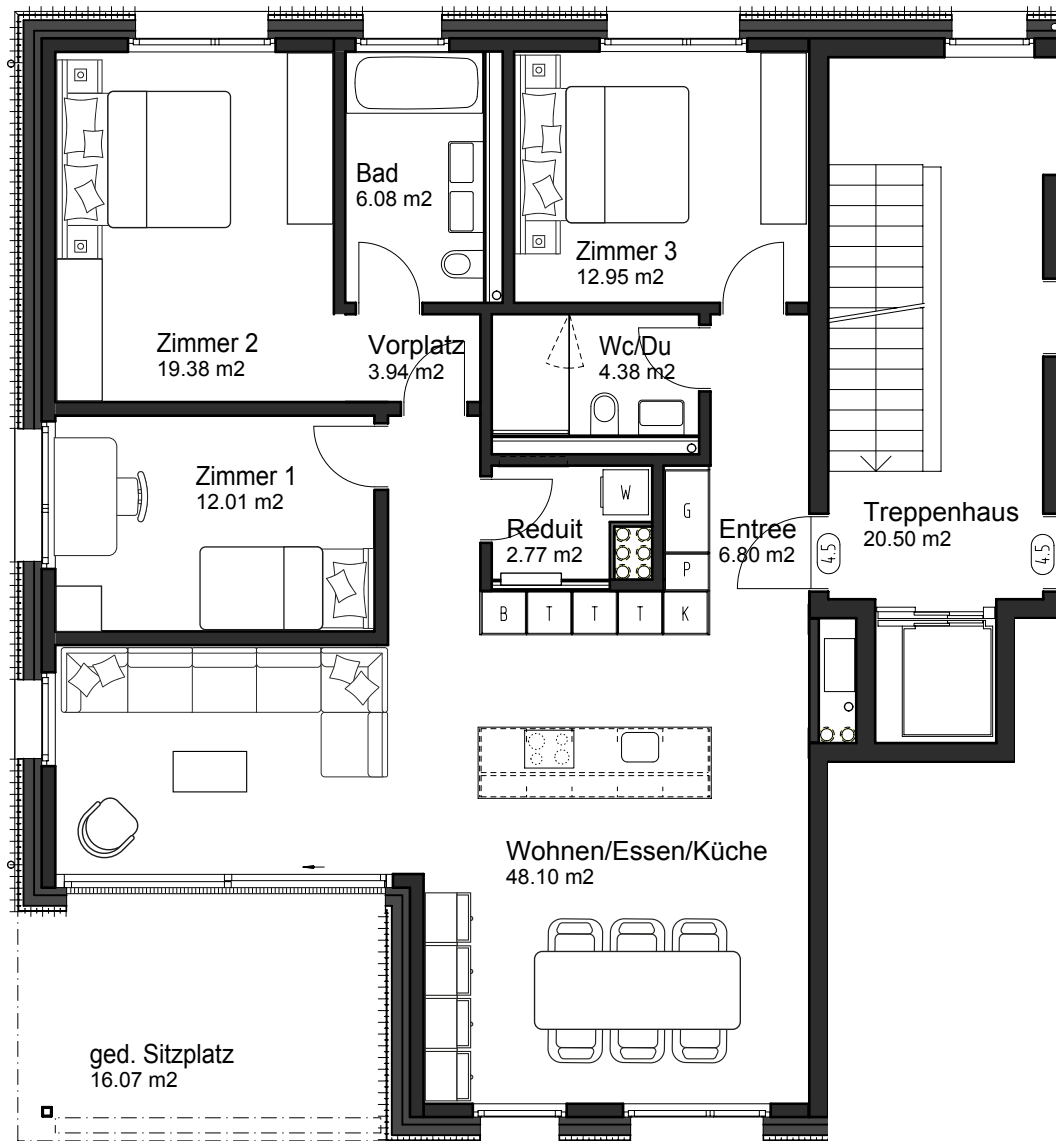 Bad
6.08 m2
Zimmer 3
12.95 m2
Zimmer 2
19.38 m2
Vorplatz
3.94 m2
Wc/Du
4.38 m2
Zimmer 1
12.01 m2
W
G
Reduit
2.77 m2
Entree
6.80 m2
Treppenhaus
20.50 m2
4.5
4.5
P
B
T
T
T
K
Wohnen/Essen/Küche
48.10 m2
ged. Sitzplatz
16.07 m2